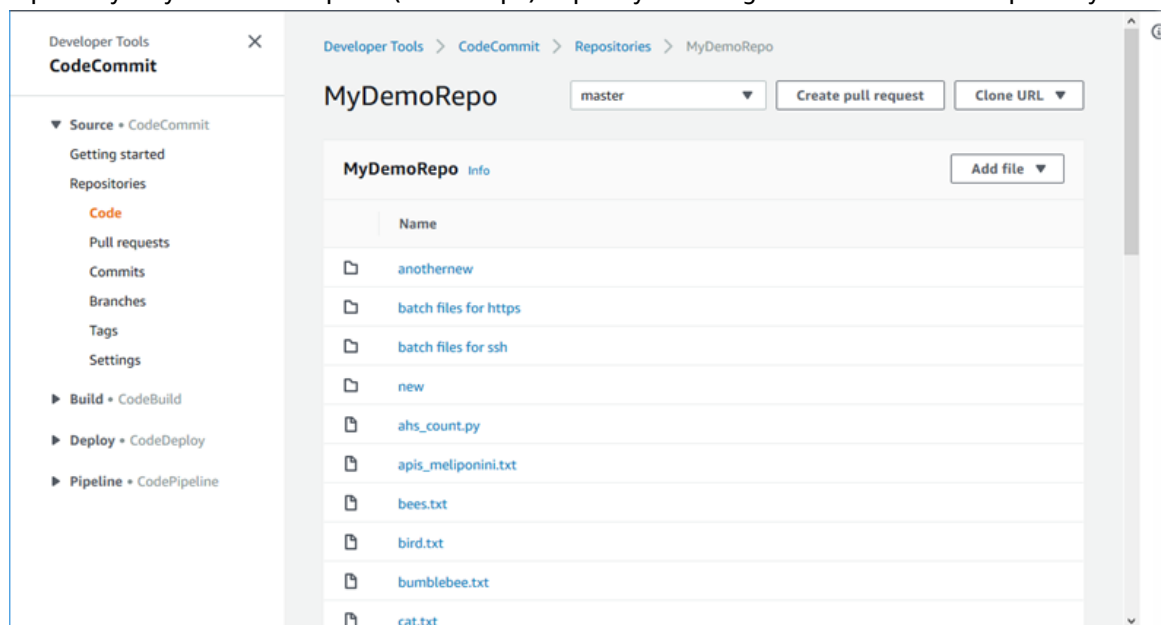 Developer Tools
CodeCommit
Source • CodeCommit
Getting started
Repositories
Code
Pull requests
Commits
Branches
Tags
Settings
Build • CodeBuild
Deploy • CodeDeploy
Pipeline • CodePipeline
Developer Tools > CodeCommit > Repositories > MyDemoRepo
MyDemoRepo master Create pull request Clone URL
MyDemoRepo Info Add file
Name
anothernew
batch files for https
batch files for ssh
new
ahs_count.py
apis_meliponini.txt
bees.txt
bird.txt
bumblebee.txt
cat.txt